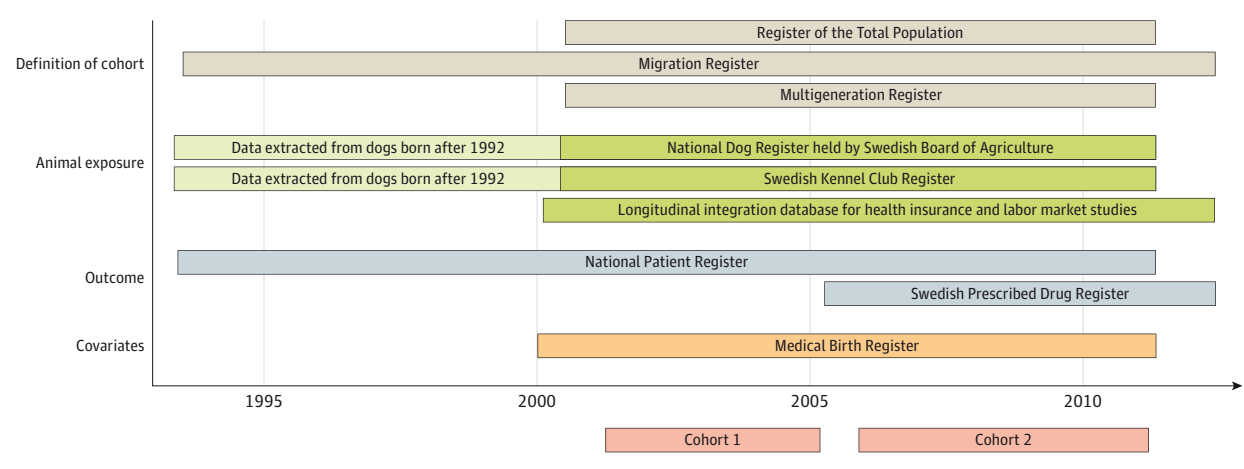 Register of the Total Population
Definition of cohort
Migration Register
Multigeneration Register
Animal exposure
Data extracted from dogs born after 1992
National Dog Register held by Swedish Board of Agriculture
Data extracted from dogs born after 1992
Swedish Kennel Club Register
Longitudinal integration database for health insurance and labor market studies
Outcome
National Patient Register
Swedish Prescribed Drug Register
Covariates
Medical Birth Register
1995
2000
2005
2010
Cohort 1
Cohort 2